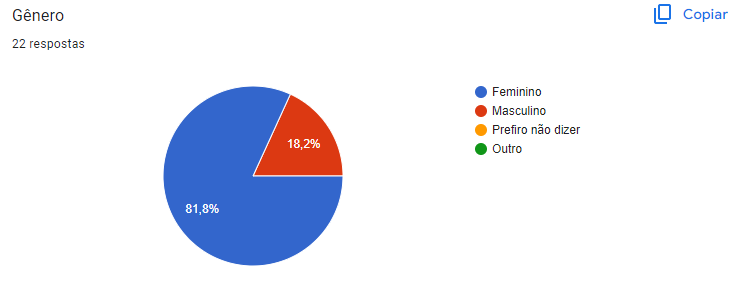 Gênero
Copiar
22 respostas
Feminino
Masculino
Prefiro não dizer
Outro
18,2%
81,8%